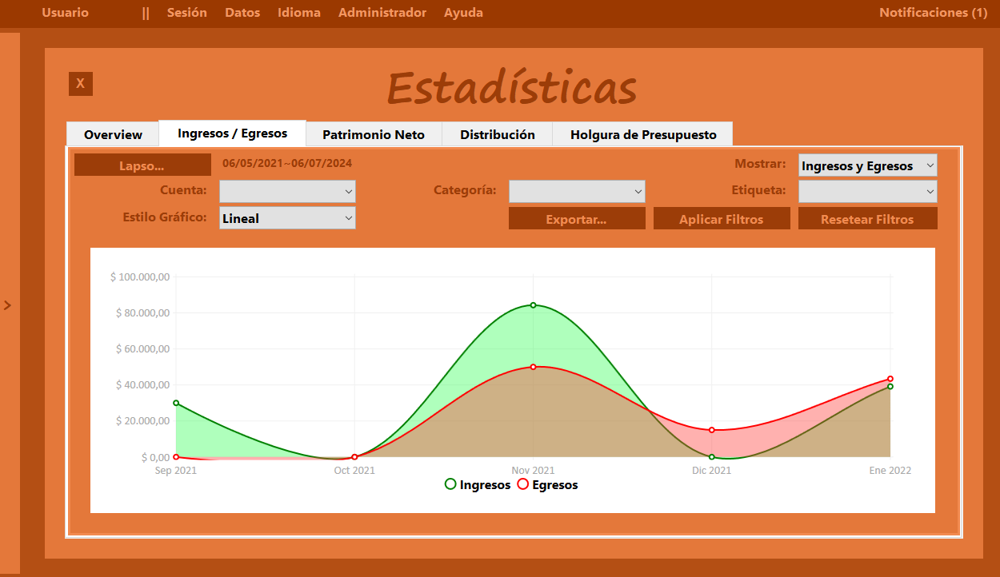 Usuario || Sesión Datos Idioma Administrador Ayuda Notificaciones (1)
X
Estadísticas
Overview Ingresos / Egresos Patrimonio Neto Distribución Holgura de Presupuesto
Lapso... 06/05/2021~06/07/2024 Mostrar: Ingresos y Egresos
Cuenta: Categoría: Etiqueta:
Estilo Gráfico: Lineal Exportar... Aplicar Filtros Resetear Filtros
$ 100.000,00
$ 80.000,00
$ 60.000,00
$ 40.000,00
$ 20.000,00
$ 0,00
Sep 2021 Oct 2021 Nov 2021 Dic 2021 Ene 2022
Ingresos Egresos